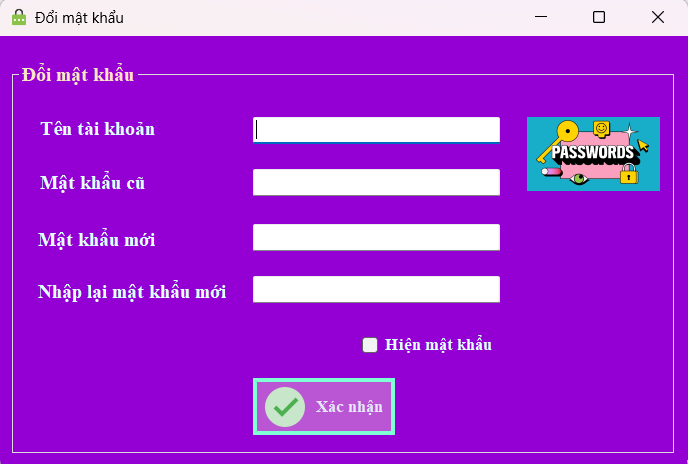 Đổi mật khẩu
Đổi mật khẩu
Tên tài khoản
PASSWORDS
Mật khẩu cũ
Mật khẩu mới
Nhập lại mật khẩu mới
Hiện mật khẩu
Xác nhận